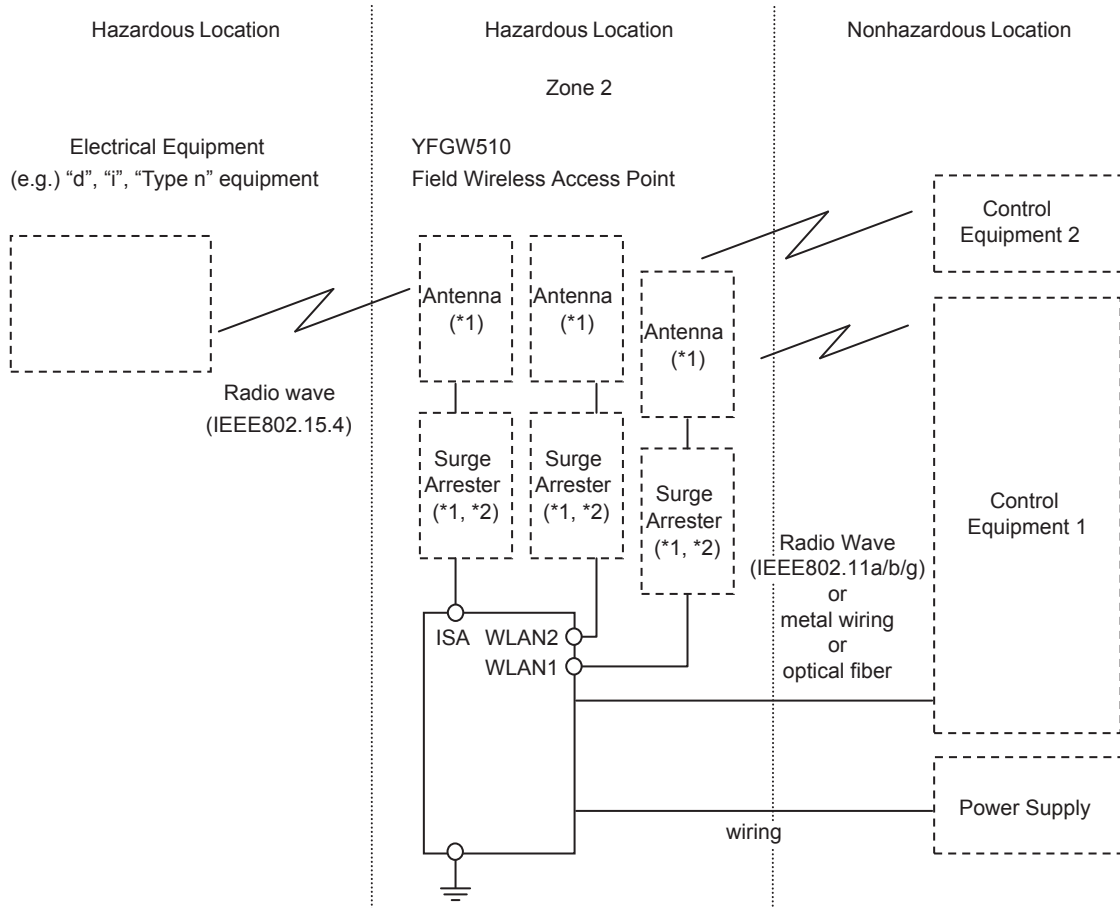 Hazardous Location
Hazardous Location
Nonhazardous Location
Zone 2
Electrical Equipment
(e.g.) “d”, “i”, “Type n” equipment
YFGW510
Field Wireless Access Point
Control
Equipment 2
Antenna
(*1)
Antenna
(*1)
Antenna
(*1)
Radio wave
(IEEE802.15.4)
Surge
Arrester
(*1, *2)
Surge
Arrester
(*1, *2)
Surge
Arrester
(*1, *2)
Control
Equipment 1
Radio Wave
(IEEE802.11a/b/g)
or
metal wiring
or
optical fiber
ISA
WLAN2
WLAN1
Power Supply
wiring